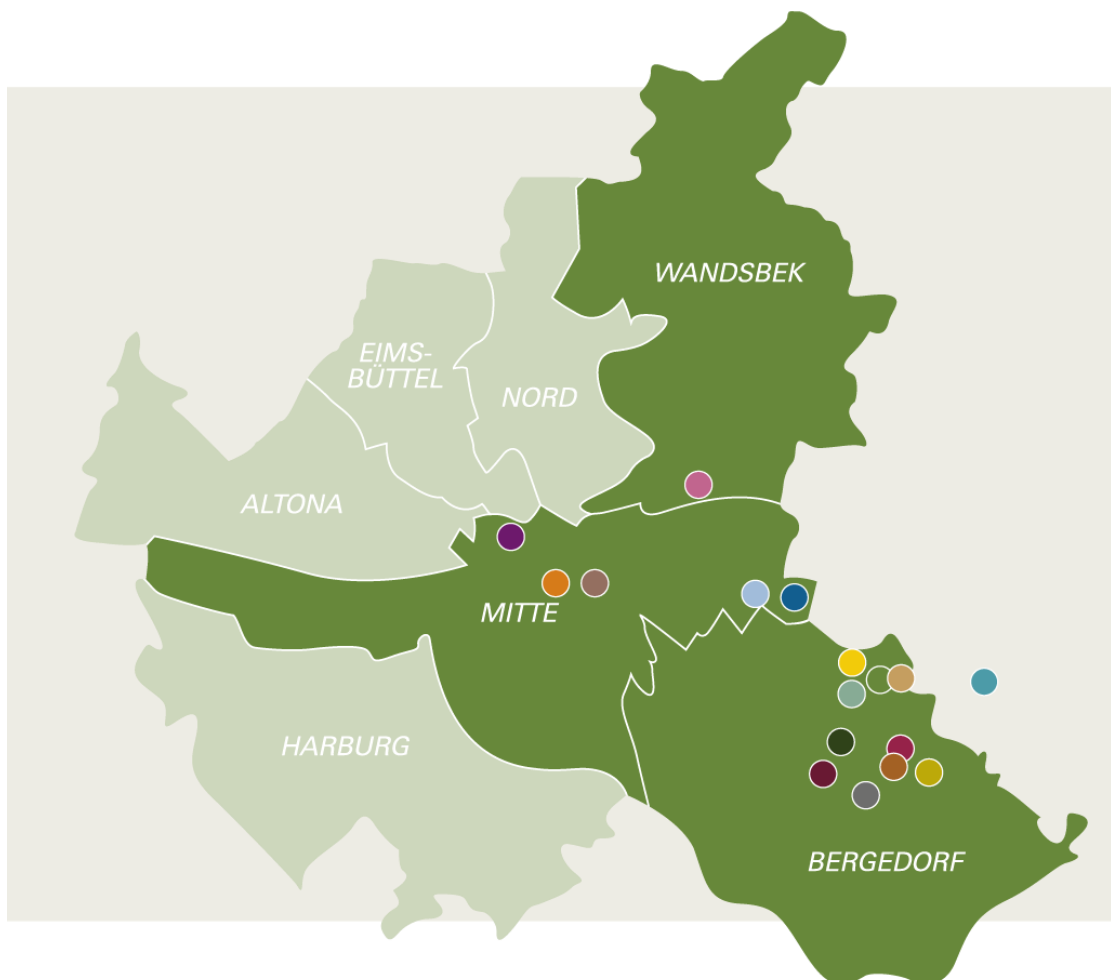 WANDSBEK
EIMS-
BÜTTEL
NORD
ALTONA
MITTE
HARBURG
BERGEDORF